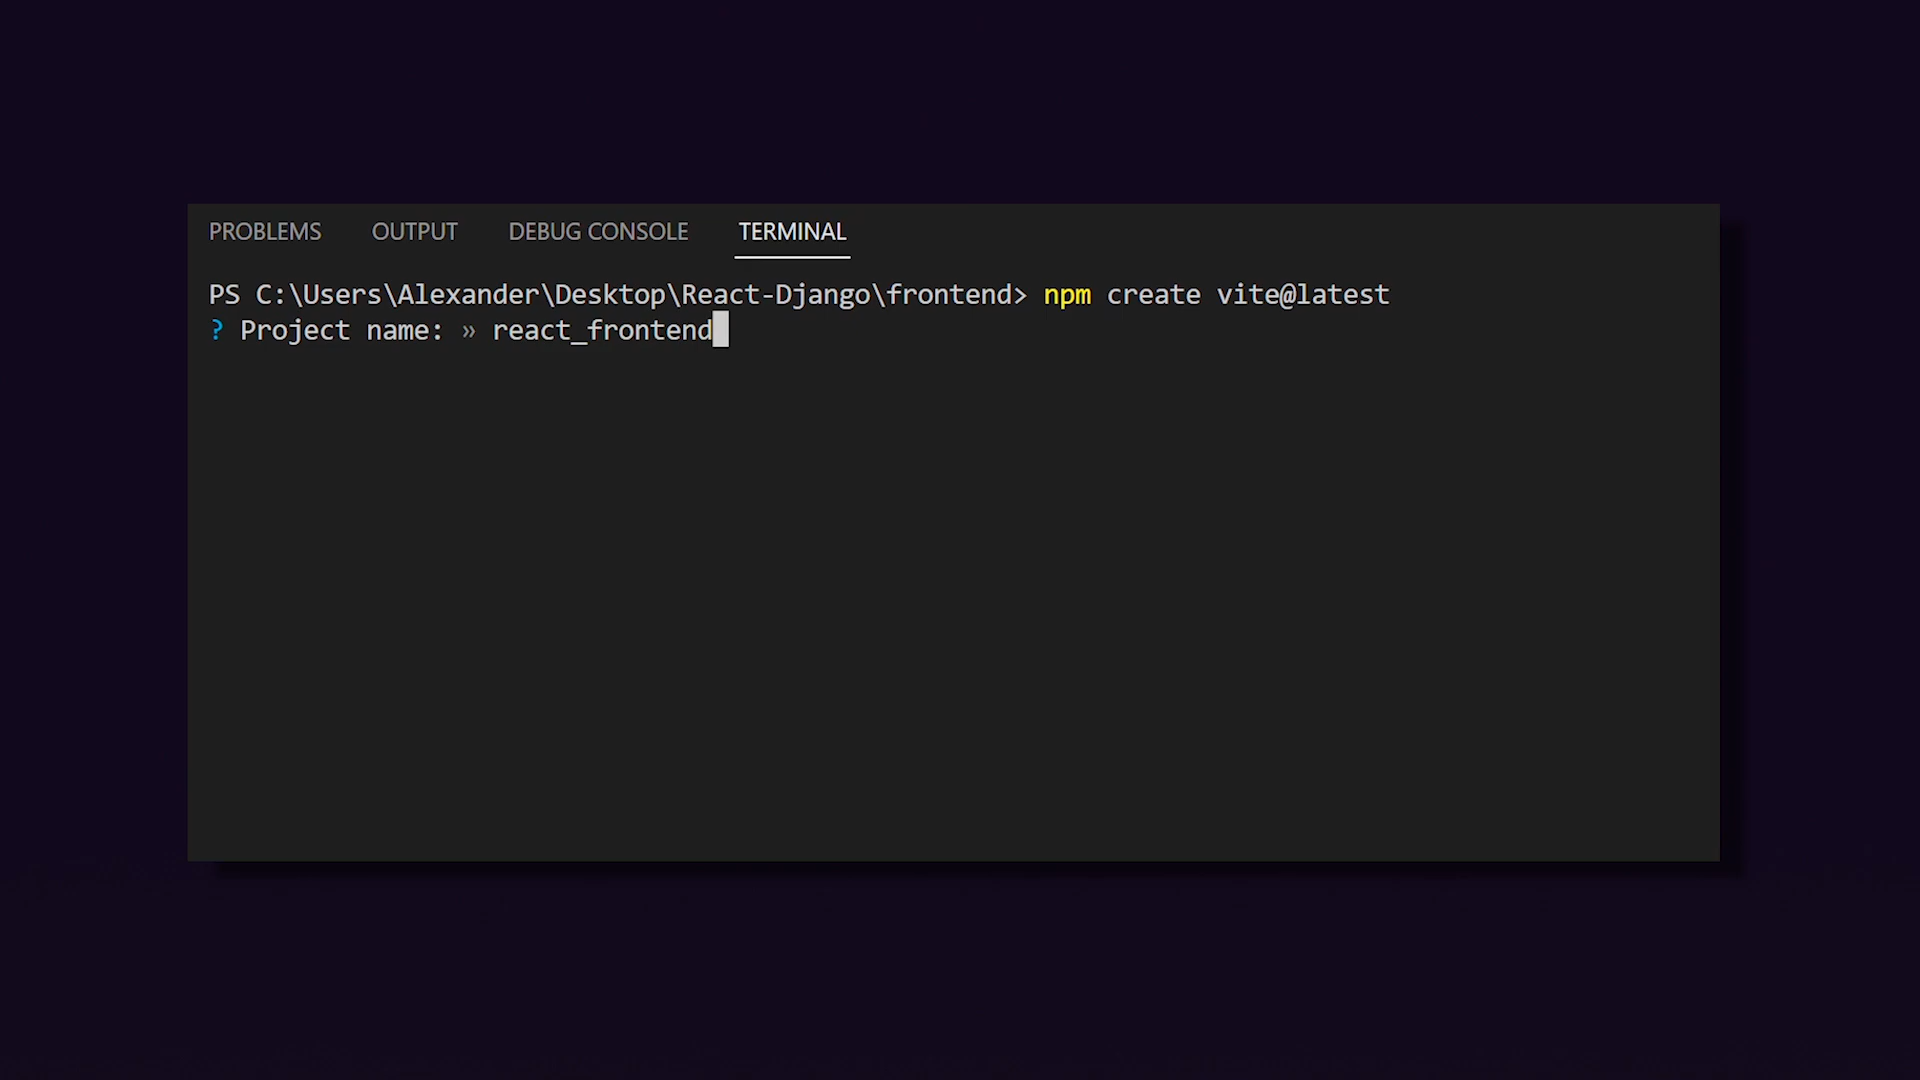 PROBLEMS OUTPUT DEBUG CONSOLE TERMINAL
PS C:\Users\Alexander\Desktop\React-Django\frontend> npm create vite@latest
? Project name: » react_frontend